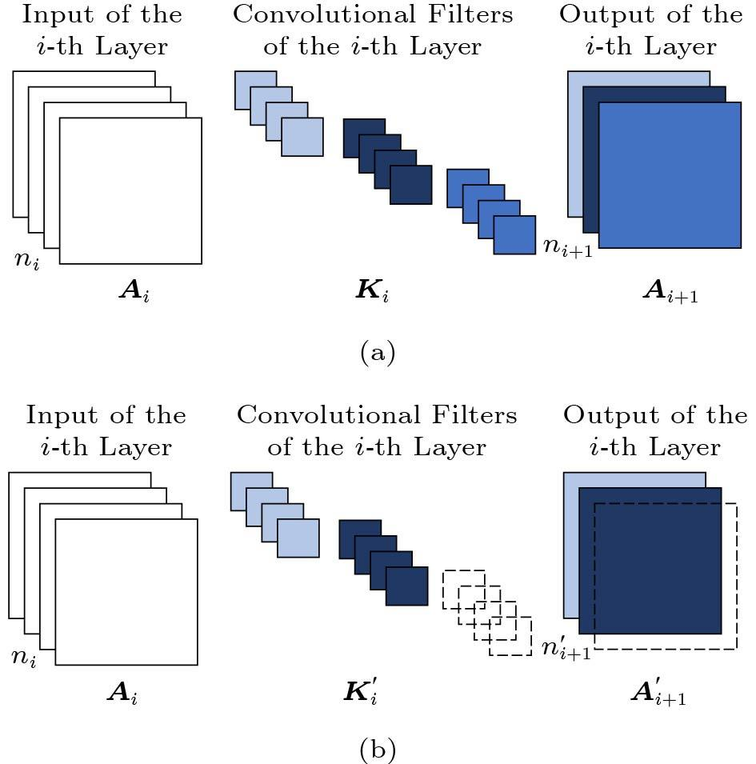 Input of the Convolutional Filters Output of the
i-th Layer of the i-th Layer i-th Layer
n_i n_{i+1}
A_i K_i A_{i+1}
(a)
Input of the Convolutional Filters Output of the
i-th Layer of the i-th Layer i-th Layer
n_i n'_{i+1}
A_i K'_i A'_{i+1}
(b)